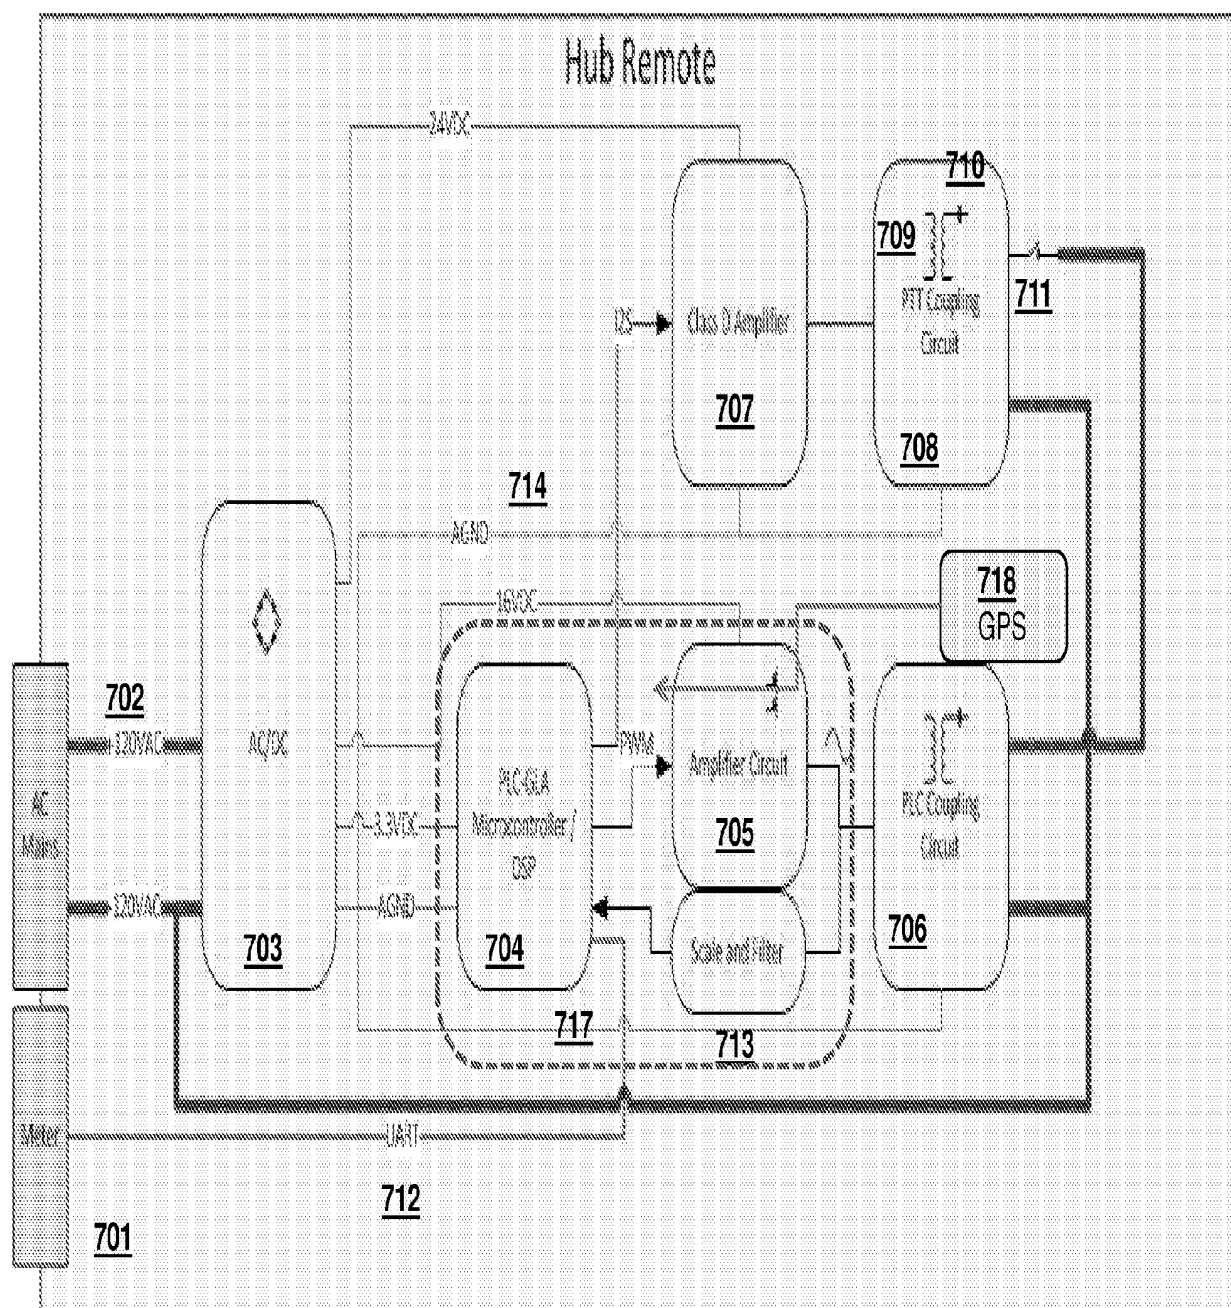 Hub Remote
24VDC
710
709
PTT Coupling
Circuit
711
I2S
Class D Amplifier
707
708
714
AGND
718
GPS
16VDC
702
+120VAC
AC/DC
PWM
Amplifier Circuit
PLC-GLA
Microcontroller /
DSP
3.3VDC
PLC Coupling
Circuit
AC
Mains
705
-120VAC
AGND
703
704
Scale and Filter
706
717
713
Meter
UART
712
701